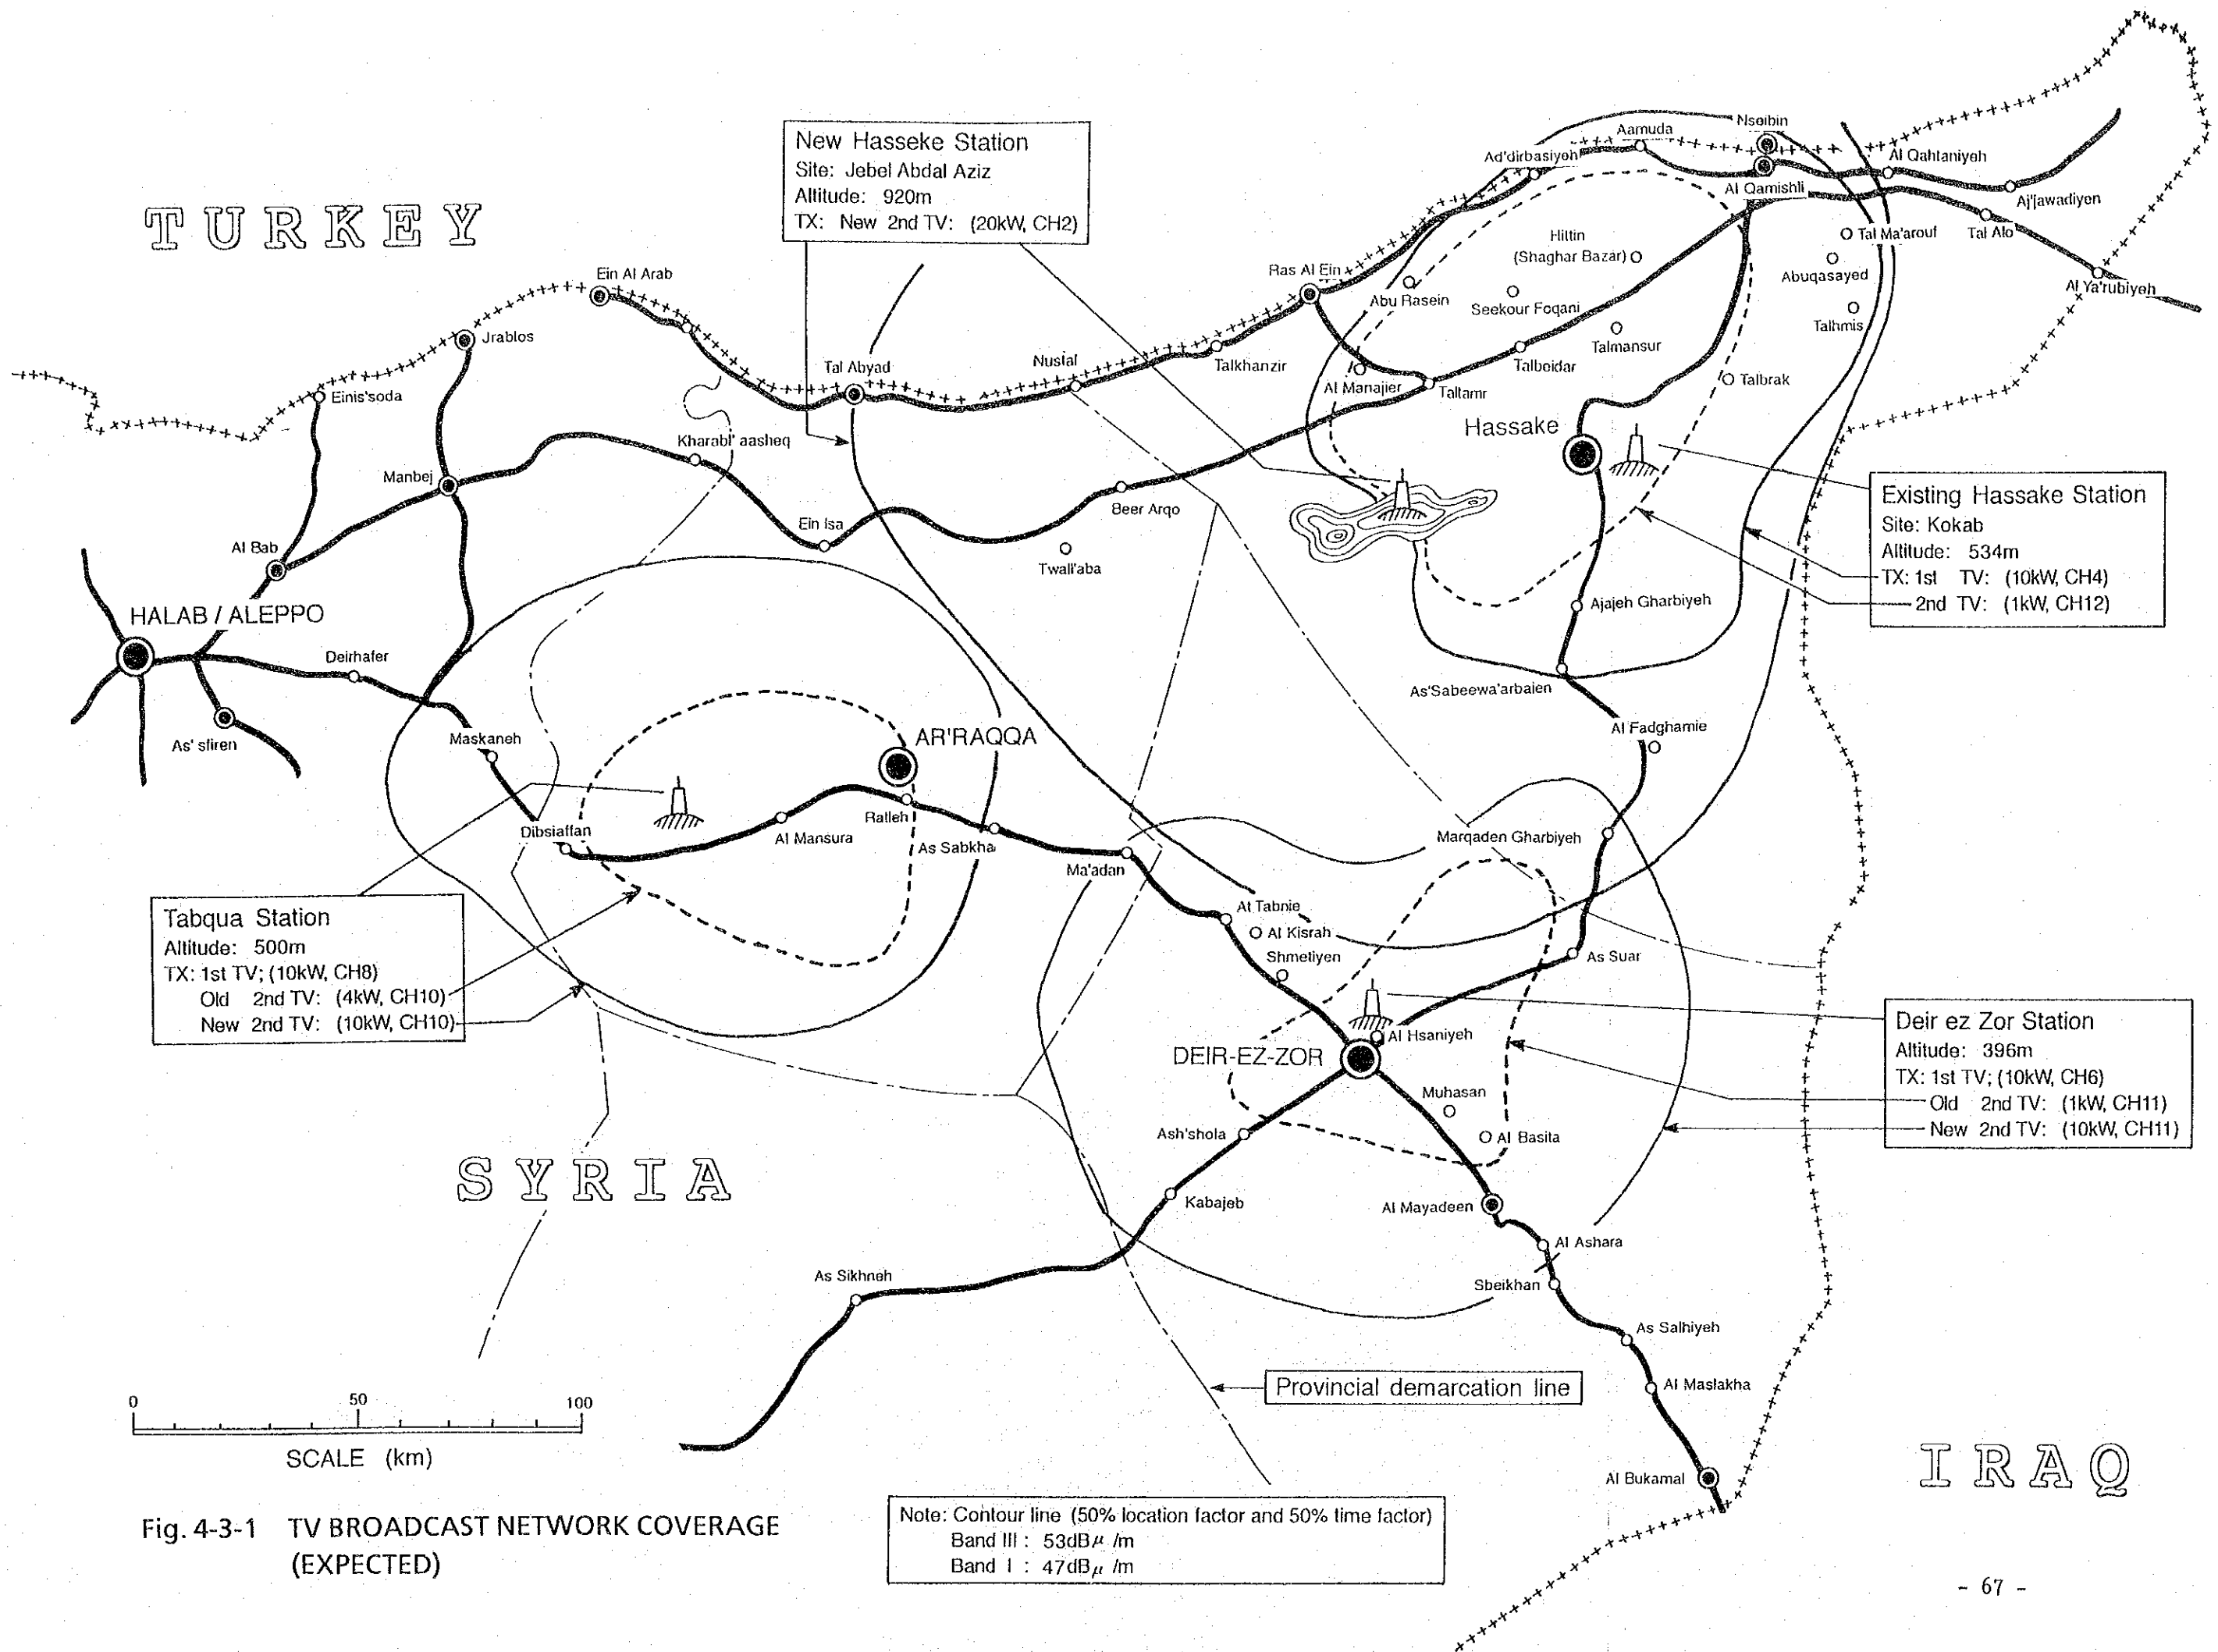 TURKEY
New Hasseke Station
Site: Jebel Abdal Aziz
Altitude: 920m
TX: New 2nd TV: (20kW, CH2)
Nseibin
Aamuda
Ad'dirbasiyeh
Al Qahtaniyeh
Al Qamishli
Aj'jawadiyen
Tal Ma'arouf
Tal Alo
Hittin
(Shaghar Bazar)
Abuqasayed
Al Ya'rubiyeh
Ein Al Arab
Ras Al Ein
Abu Rasein
Seekour Foqani
Talhmis
Jrablos
Talmansur
Nustal
Tal Abyad
Talkhanzir
Talbeidar
Al Manajier
Taltamr
Talbrak
Einis'soda
Hassake
Kharabl' aasheq
Manbej
Existing Hassake Station
Site: Kokab
Altitude: 534m
TX: 1st TV: (10kW, CH4)
2nd TV: (1kW, CH12)
Beer Arqo
Ein Isa
Al Bab
Twall'aba
HALAB / ALEPPO
Ajajeh Gharbiyeh
Deirhafer
As'Sabeewa'arbaien
As' sfiren
Maskaneh
AR'RAQQA
Al Fadghamie
Dibsiaffan
Al Mansura
Ratleh
As Sabkha
Marqaden Gharbiyeh
Ma'adan
Tabqua Station
Altitude: 500m
TX: 1st TV; (10kW, CH8)
Old 2nd TV: (4kW, CH10)
New 2nd TV: (10kW, CH10)
At Tabnie
Al Kisrah
Shmetiyen
As Suar
Al Hsaniyeh
DEIR-EZ-ZOR
Deir ez Zor Station
Altitude: 396m
TX: 1st TV; (10kW, CH6)
Old 2nd TV: (1kW, CH11)
New 2nd TV: (10kW, CH11)
Muhasan
Ash'shola
Al Basita
SYRIA
Kabajeb
Al Mayadeen
Al Ashara
As Sikhneh
Sbeikhan
As Salhiyeh
Provincial demarcation line
Al Maslakha
0 50 100
SCALE (km)
Al Bukamal
IRAQ
Fig. 4-3-1 TV BROADCAST NETWORK COVERAGE
(EXPECTED)
Note: Contour line (50% location factor and 50% time factor)
Band III : 53dBμ /m
Band I : 47dBμ /m
- 67 -